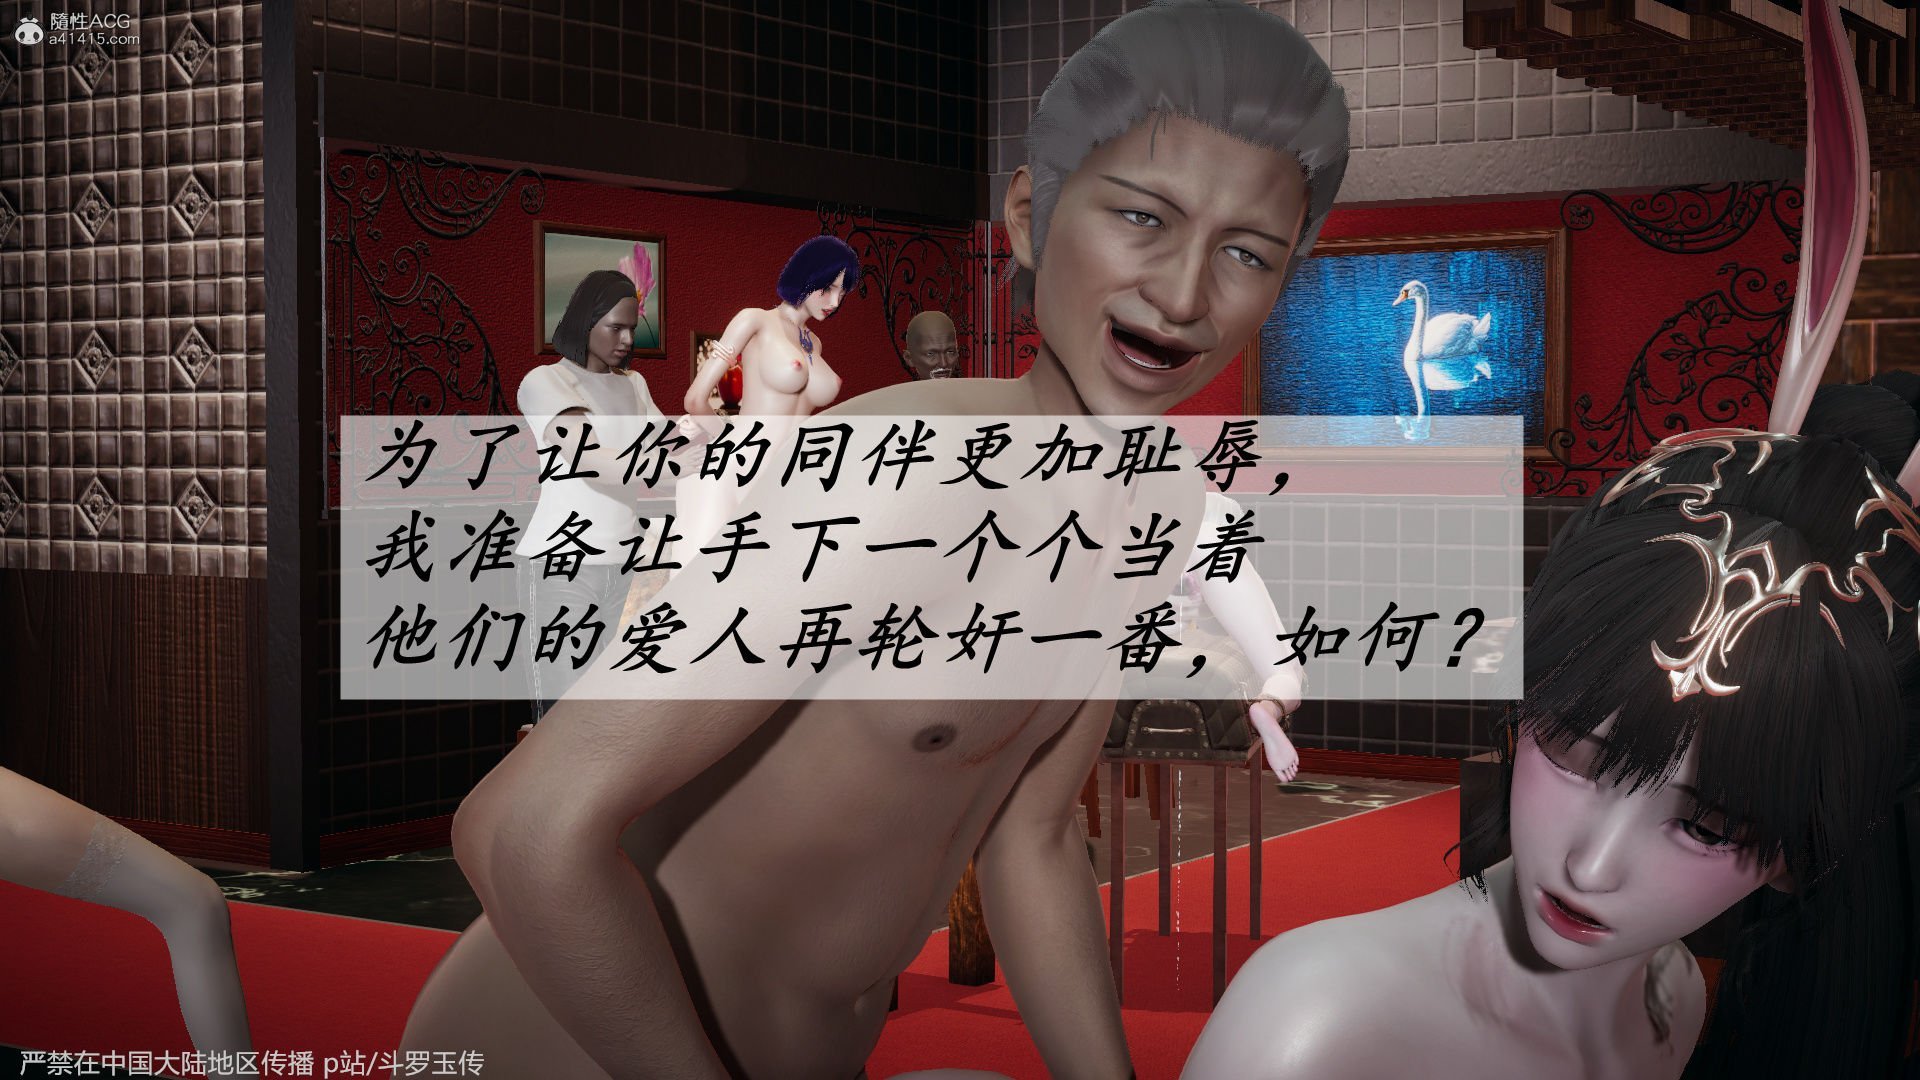 隨性ACG
a41415.com
为了让你的同伴更加耻辱，
我准备让手下一个个当着
他们的爱人再轮奸一番，如何？
严禁在中国大陆地区传播 p站/斗罗玉传